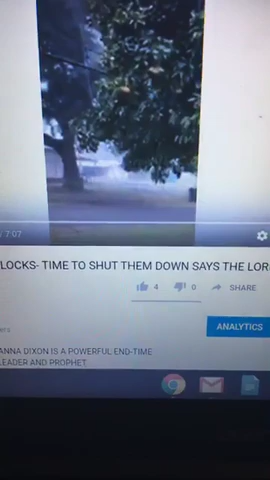 / 7:07
LOCKS- TIME TO SHUT THEM DOWN SAYS THE LOR
4 0 SHARE
ers
ANALYTICS
ANNA DIXON IS A POWERFUL END-TIME
LEADER AND PROPHET